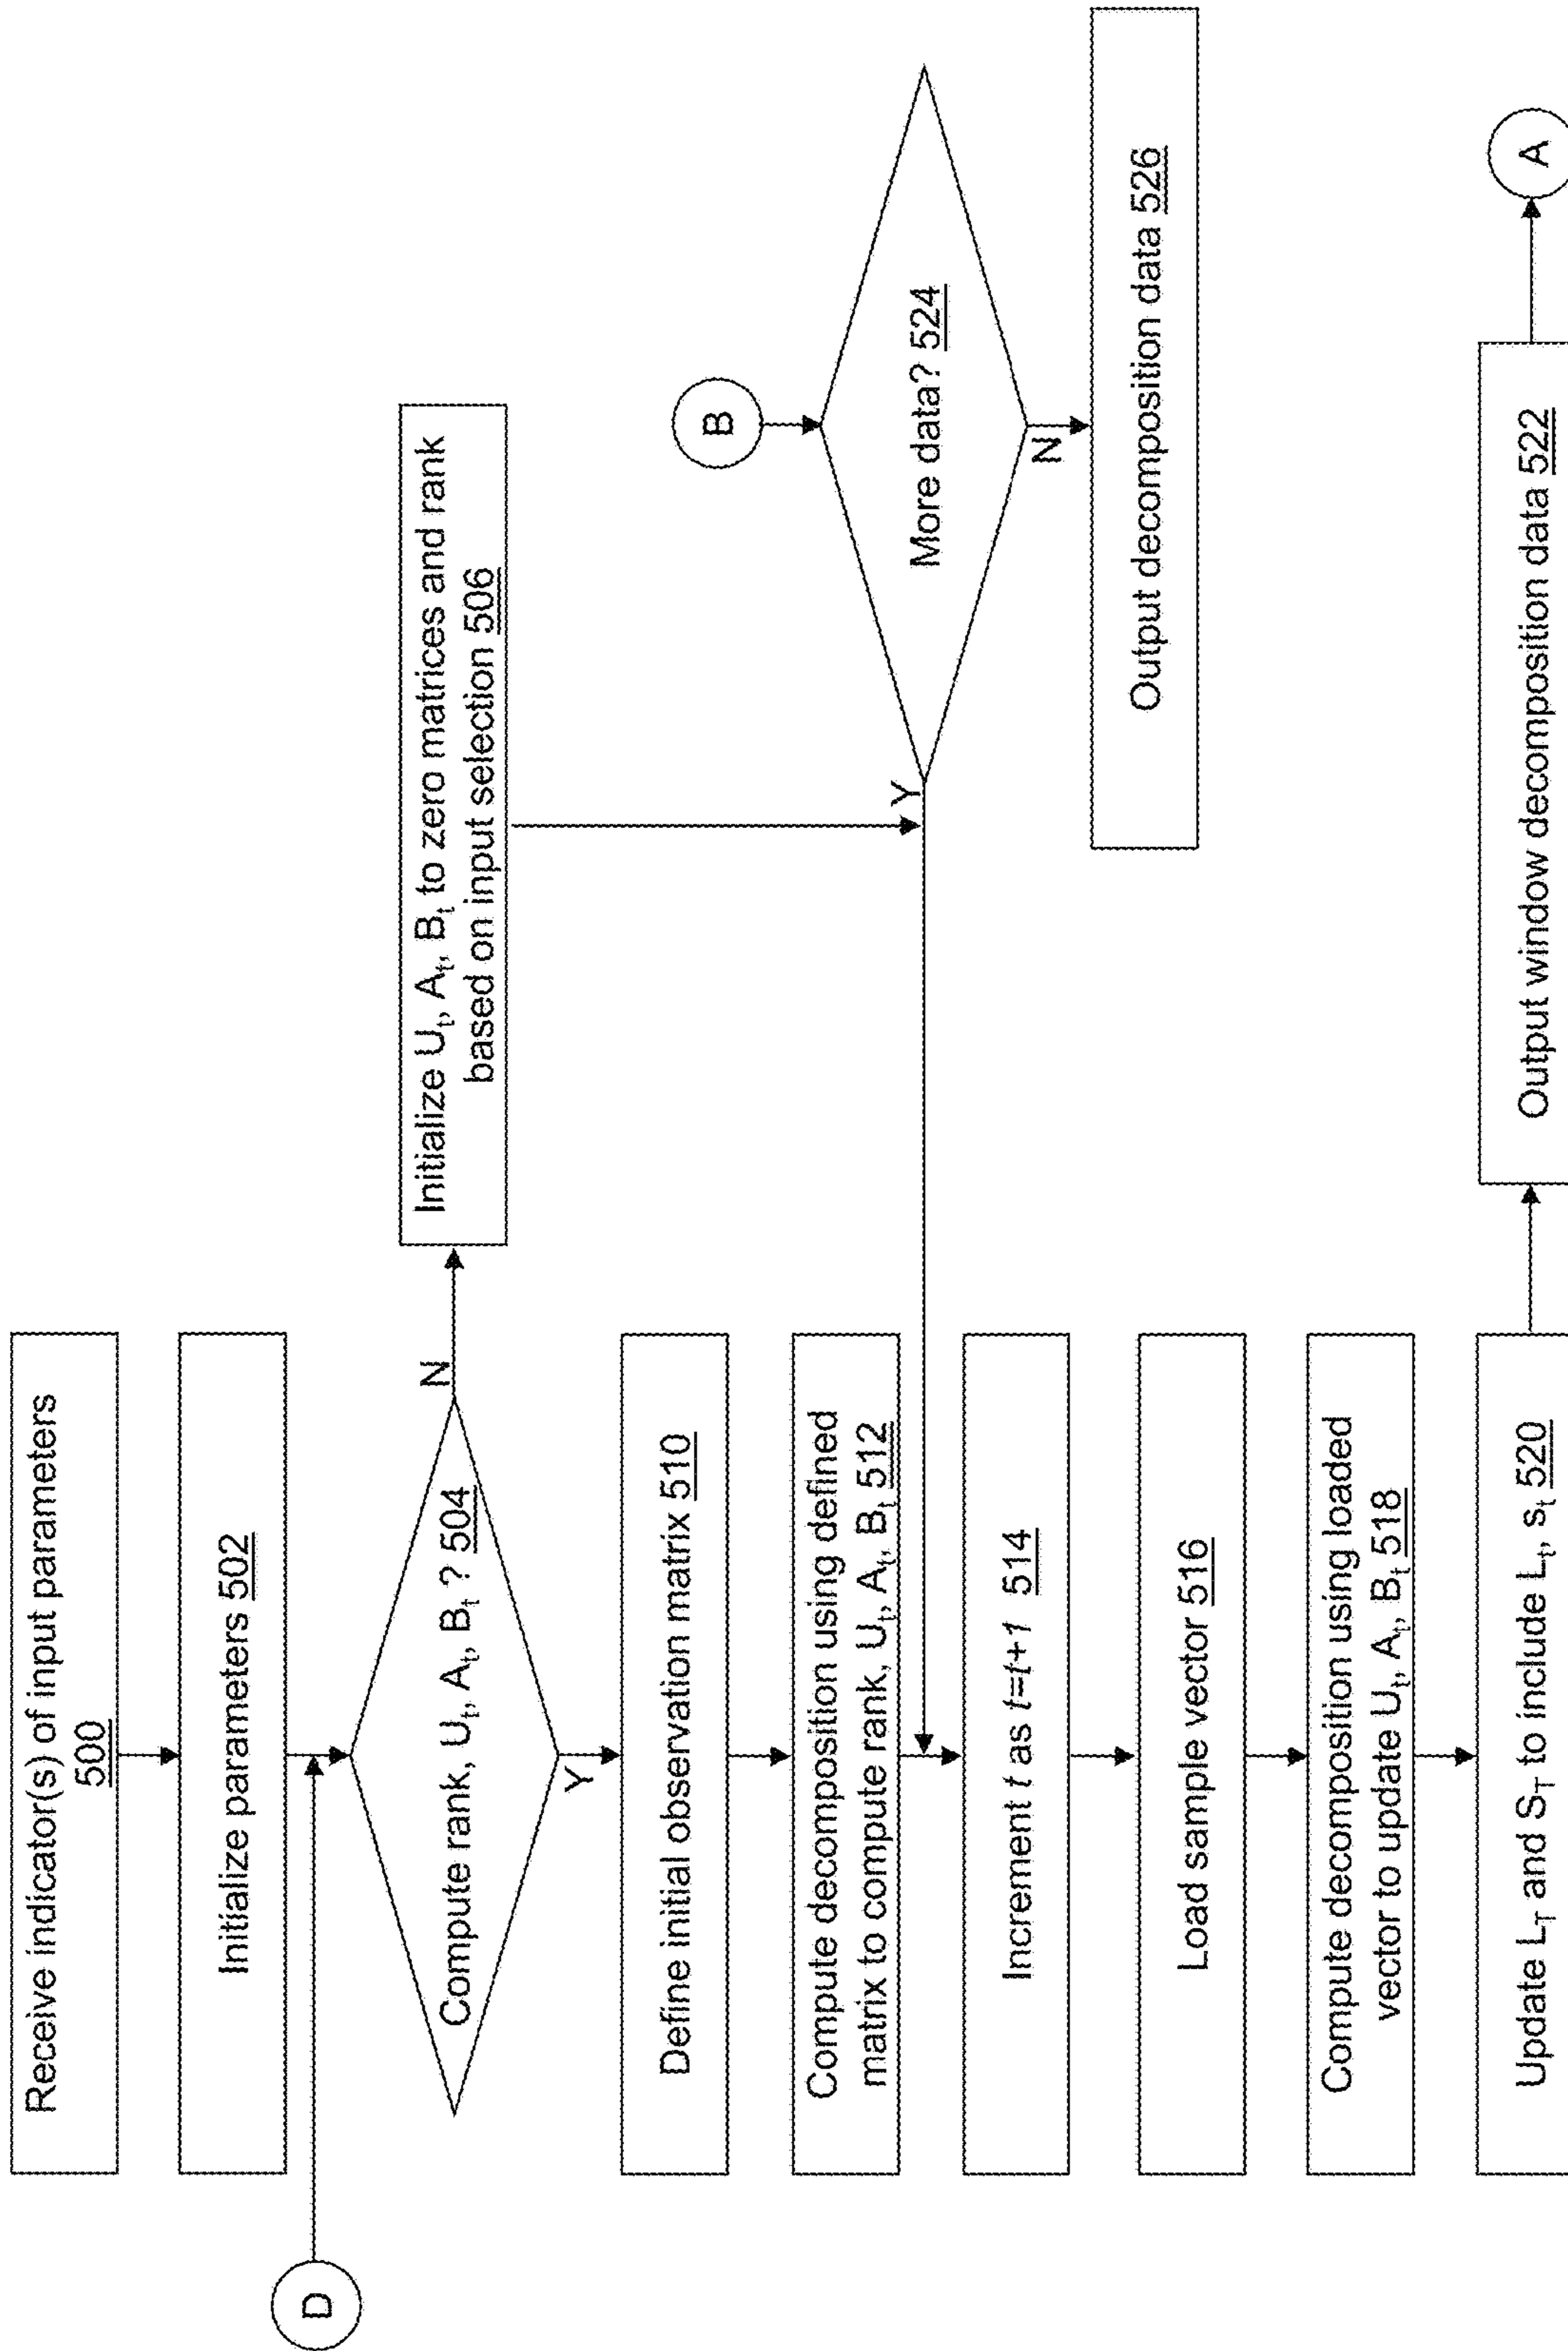 Receive indicator(s) of input parameters
500
Initialize parameters 502
D
Compute rank, Uₜ, Aₜ, Bₜ ? 504
N
Initialize Uₜ, Aₜ, Bₜ to zero matrices and rank
based on input selection 506
Y
Define initial observation matrix 510
Compute decomposition using defined
matrix to compute rank, Uₜ, Aₜ, Bₜ 512
B
More data? 524
Y
N
Output decomposition data 526
Increment t as t=t+1 514
Load sample vector 516
Compute decomposition using loaded
vector to update Uₜ, Aₜ, Bₜ 518
Update L_T and S_T to include Lₜ, sₜ 520
Output window decomposition data 522
A